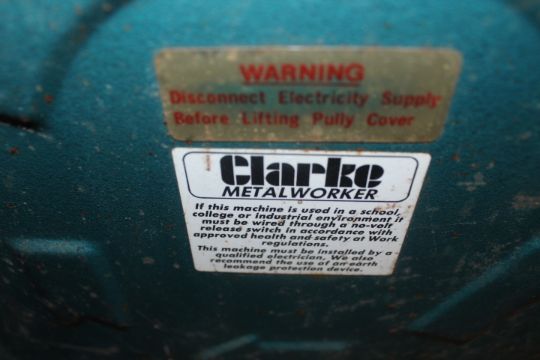 WARNING
Disconnect Electricity Supply
Before Lifting Pully Cover
Clarke
METALWORKER
If this machine is used in a school,
college or industrial environment it
must be wired through a no-volt
release switch in accordance with
approved health and safety at Work
regulations.
This machine must be installed by a
qualified electrician. We also
recommend the use of an earth
leakage protection device.